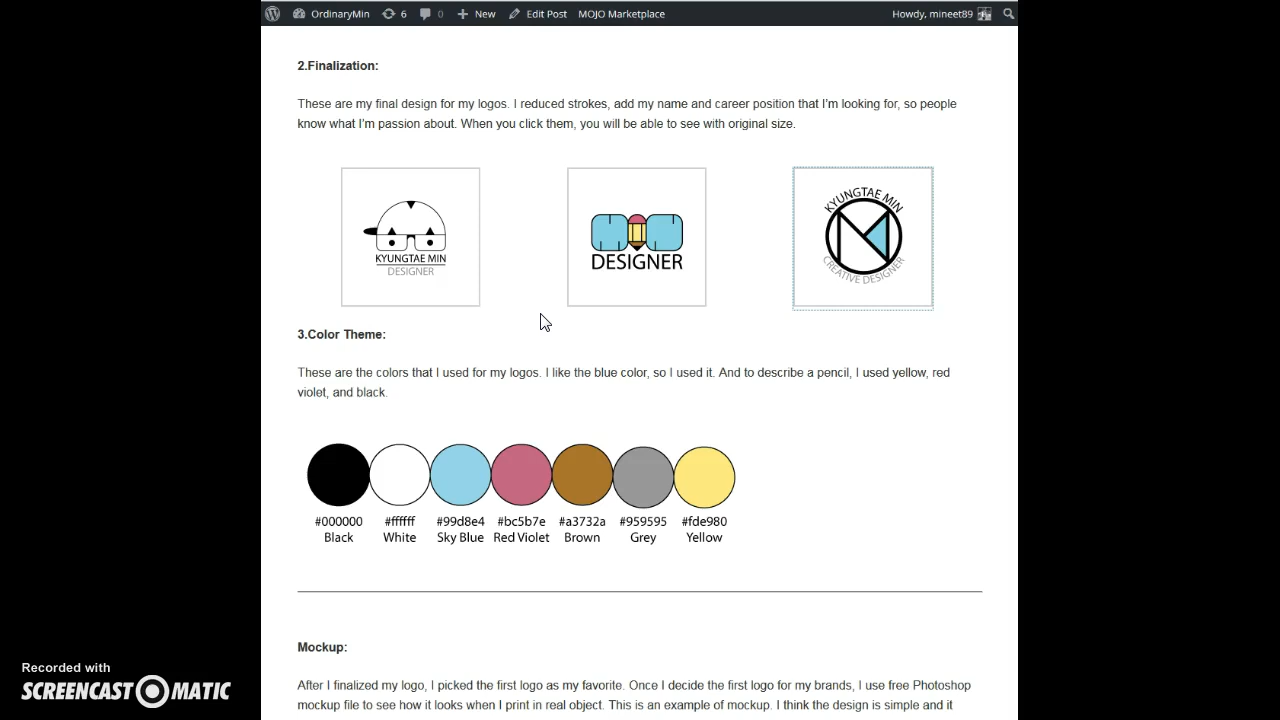 OrdinaryMin 6 0 New Edit Post MOJO Marketplace Howdy, mineet89
2.Finalization:
These are my final design for my logos. I reduced strokes, add my name and career position that I'm looking for, so people
know what I'm passion about. When you click them, you will be able to see with original size.
KYUNGTAE MIN
DESIGNER
DESIGNER
KYUNGTAE MIN
CREATIVE DESIGNER
3.Color Theme:
These are the colors that I used for my logos. I like the blue color, so I used it. And to describe a pencil, I used yellow, red
violet, and black.
#000000 #ffffff #99d8e4 #bc5b7e #a3732a #959595 #fde980
Black White Sky Blue Red Violet Brown Grey Yellow
Mockup:
After I finalized my logo, I picked the first logo as my favorite. Once I decide the first logo for my brands, I use free Photoshop
mockup file to see how it looks when I print in real object. This is an example of mockup. I think the design is simple and it
Recorded with
SCREENCAST MATIC